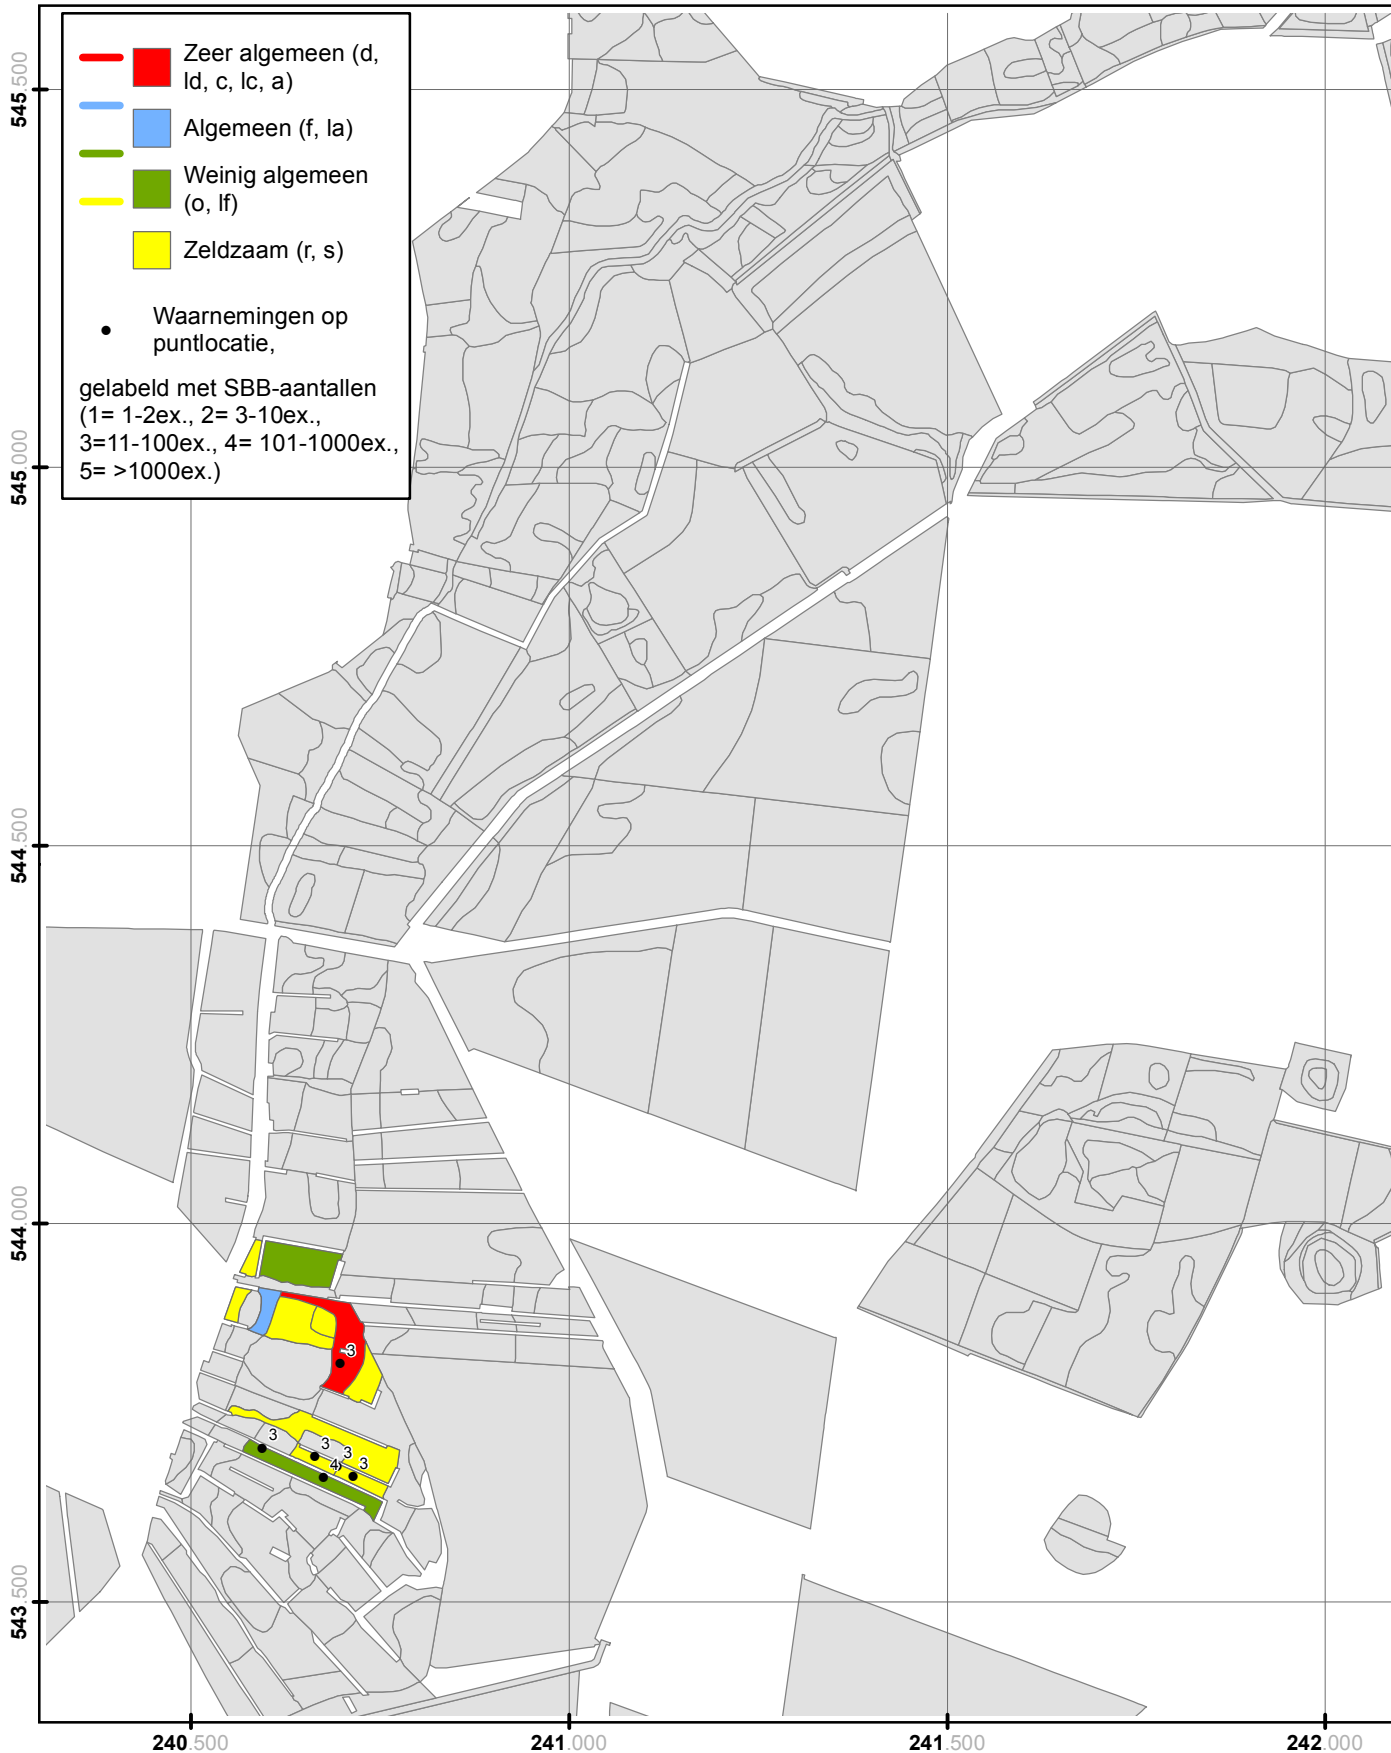 Zeer algemeen (d,
ld, c, lc, a)
Algemeen (f, la)
Weinig algemeen
(o, lf)
Zeldzaam (r, s)
Waarnemingen op
puntlocatie,
gelabeld met SBB-aantallen
(1= 1-2ex., 2= 3-10ex.,
3=11-100ex., 4= 101-1000ex.,
5= >1000ex.)
545.500
545.000
544.500
544.000
543.500
3
3
3
3
4
3
240.500
241.000
241.500
242.000